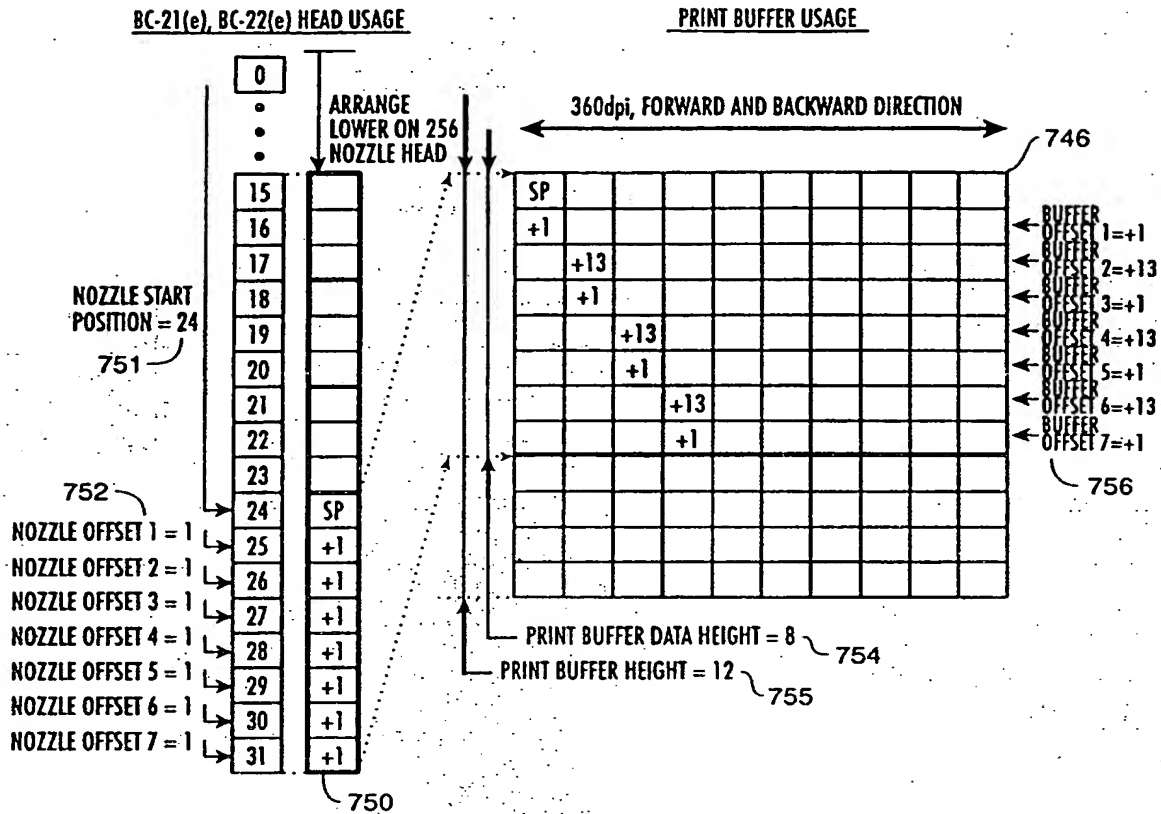 BC-21(e), BC-22(e) HEAD USAGE
PRINT BUFFER USAGE
0
ARRANGE
LOWER ON 256
NOZZLE HEAD
360dpi, FORWARD AND BACKWARD DIRECTION
746
15
16
17
18
19
20
21
22
23
24 SP
25 +1
26 +1
27 +1
28 +1
29 +1
30 +1
31 +1
NOZZLE START
POSITION = 24
751
752
NOZZLE OFFSET 1 = 1
NOZZLE OFFSET 2 = 1
NOZZLE OFFSET 3 = 1
NOZZLE OFFSET 4 = 1
NOZZLE OFFSET 5 = 1
NOZZLE OFFSET 6 = 1
NOZZLE OFFSET 7 = 1
750
SP
+1
+13
+1
+13
+1
+13
+1
BUFFER
OFFSET 1=+1
BUFFER
OFFSET 2=+13
BUFFER
OFFSET 3=+1
BUFFER
OFFSET 4=+13
BUFFER
OFFSET 5=+1
BUFFER
OFFSET 6=+13
BUFFER
OFFSET 7=+1
756
PRINT BUFFER DATA HEIGHT = 8
754
PRINT BUFFER HEIGHT = 12
755